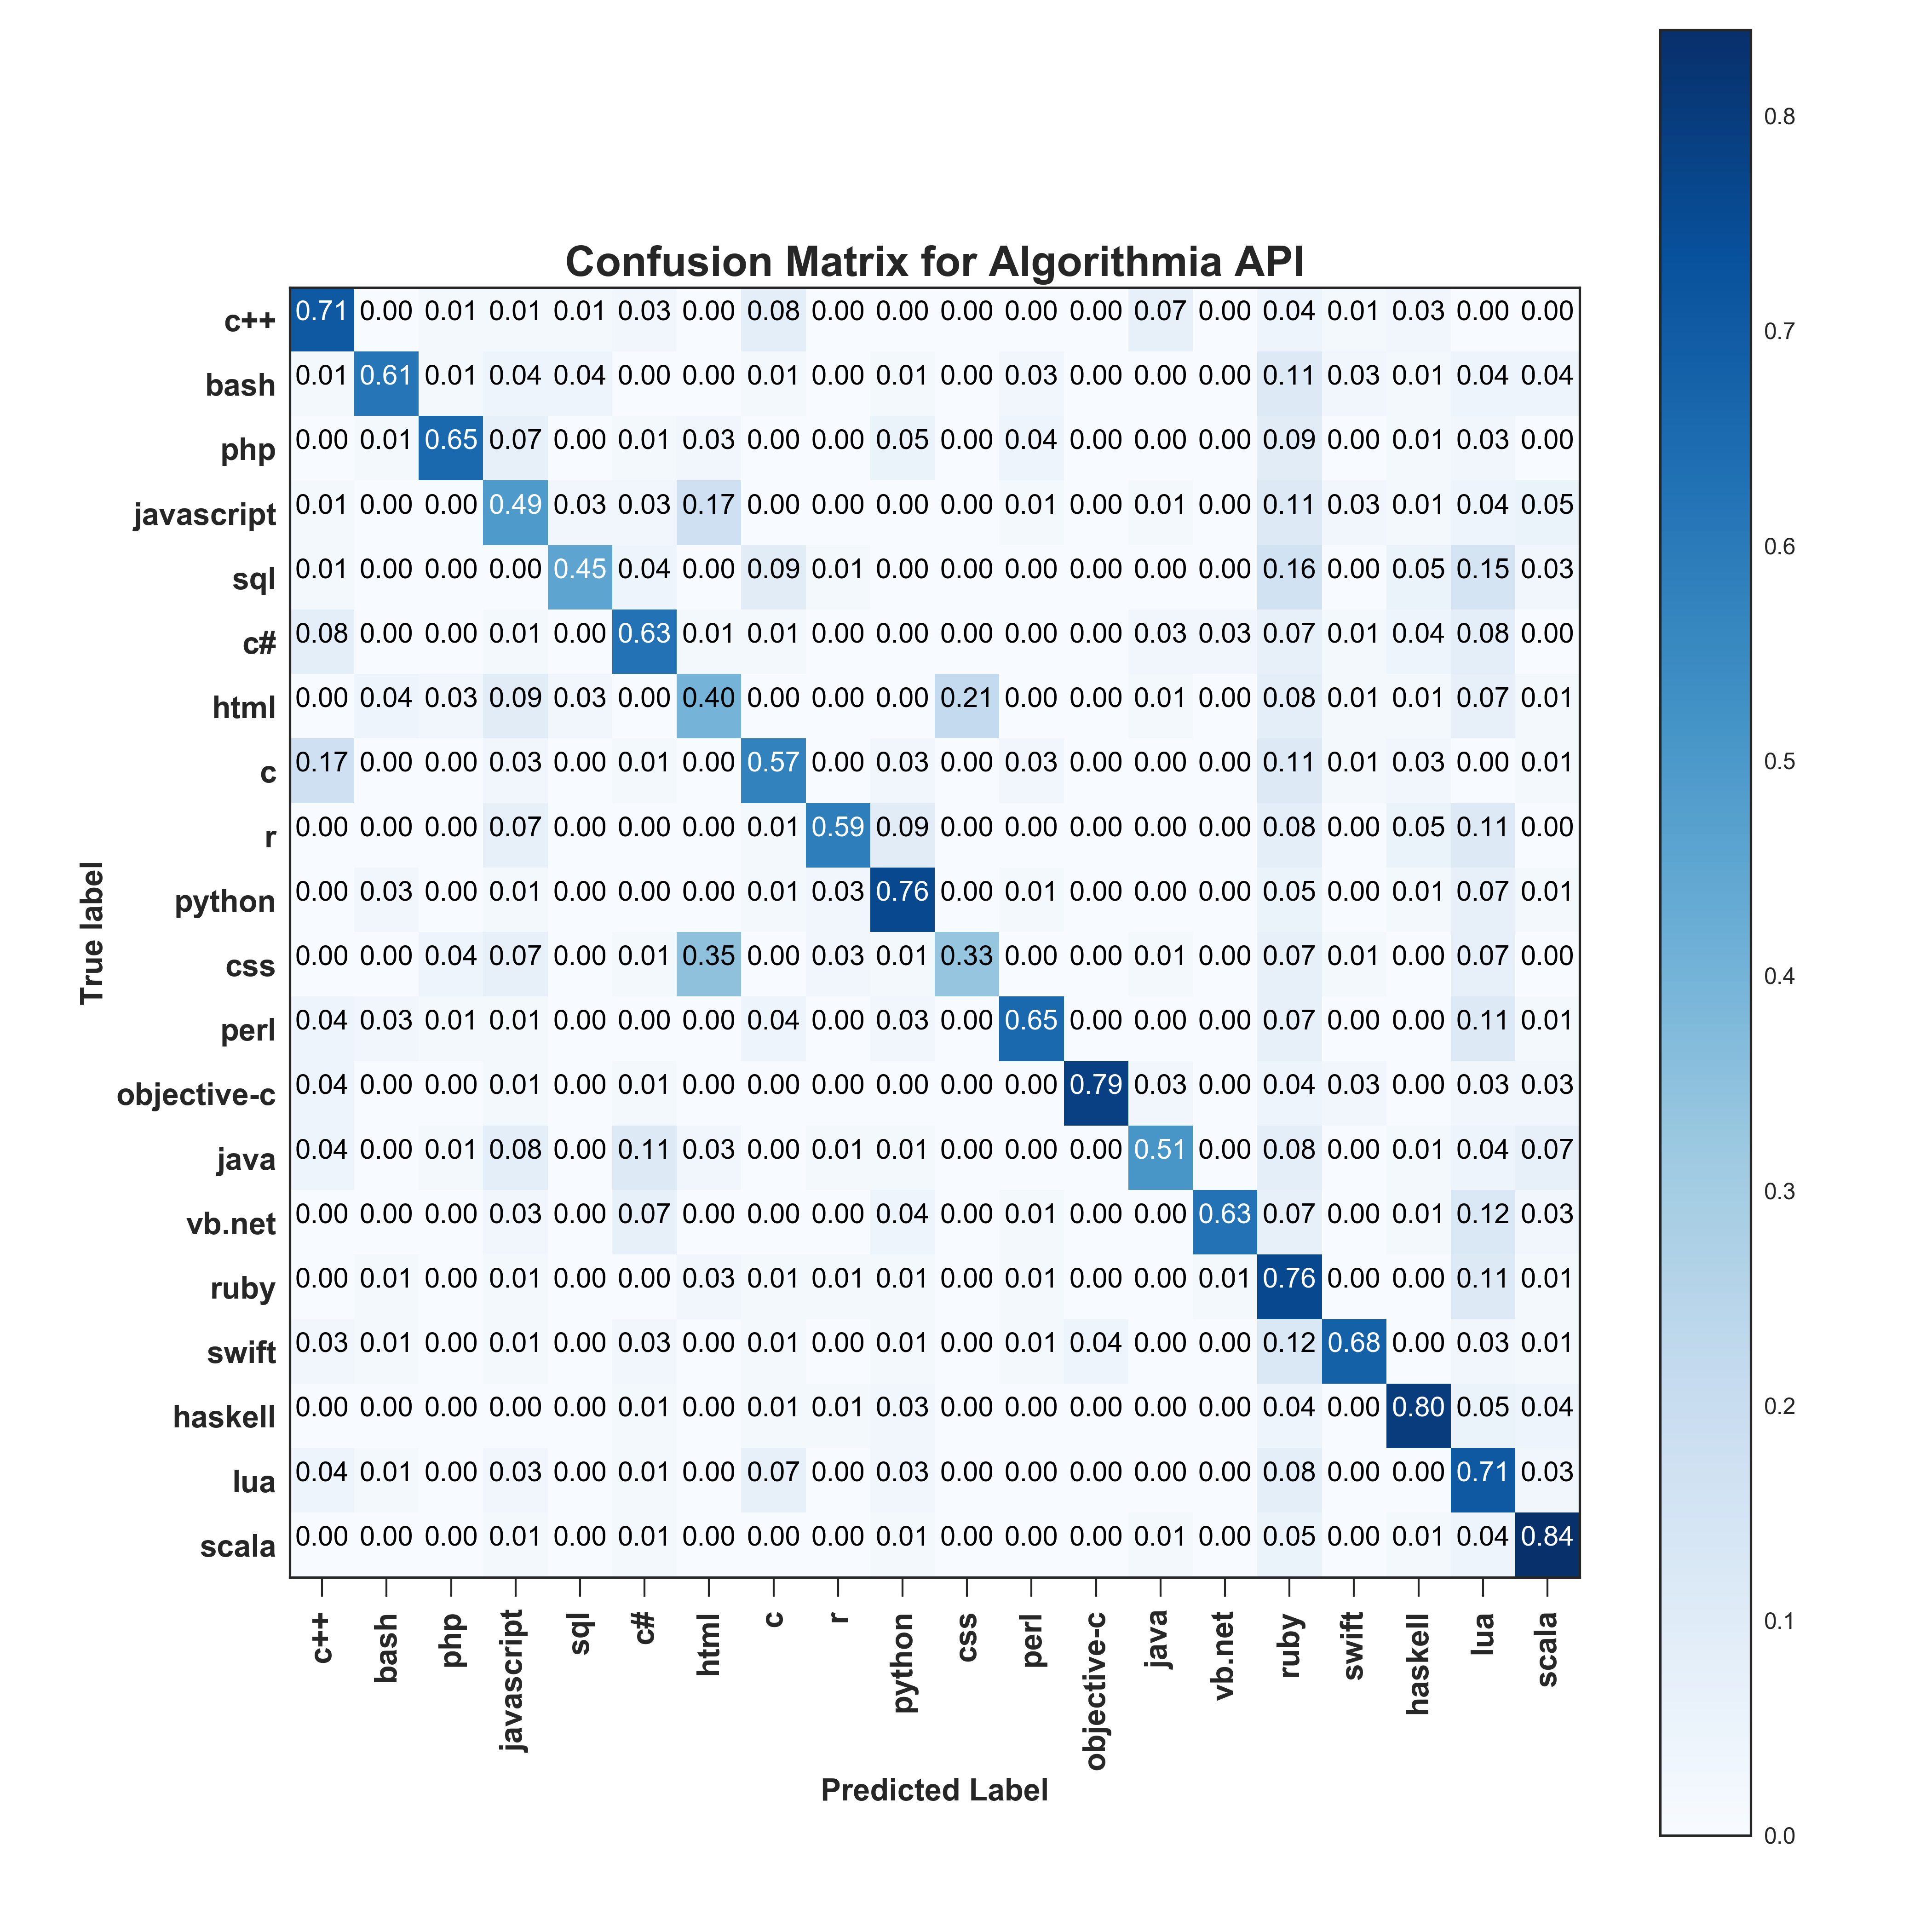 Confusion Matrix for Algorithmia API
c++ 0.71 0.00 0.01 0.01 0.01 0.03 0.00 0.08 0.00 0.00 0.00 0.00 0.00 0.07 0.00 0.04 0.01 0.03 0.00 0.00
bash 0.01 0.61 0.01 0.04 0.04 0.00 0.00 0.01 0.00 0.01 0.00 0.03 0.00 0.00 0.00 0.11 0.03 0.01 0.04 0.04
php 0.00 0.01 0.65 0.07 0.00 0.01 0.03 0.00 0.00 0.05 0.00 0.04 0.00 0.00 0.00 0.09 0.00 0.01 0.03 0.00
javascript 0.01 0.00 0.00 0.49 0.03 0.03 0.17 0.00 0.00 0.00 0.00 0.01 0.00 0.01 0.00 0.11 0.03 0.01 0.04 0.05
sql 0.01 0.00 0.00 0.00 0.45 0.04 0.00 0.09 0.01 0.00 0.00 0.00 0.00 0.00 0.00 0.16 0.00 0.05 0.15 0.03
c# 0.08 0.00 0.00 0.01 0.00 0.63 0.01 0.01 0.00 0.00 0.00 0.00 0.00 0.03 0.03 0.07 0.01 0.04 0.08 0.00
html 0.00 0.04 0.03 0.09 0.03 0.00 0.40 0.00 0.00 0.00 0.21 0.00 0.00 0.01 0.00 0.08 0.01 0.01 0.07 0.01
c 0.17 0.00 0.00 0.03 0.00 0.01 0.00 0.57 0.00 0.03 0.00 0.03 0.00 0.00 0.00 0.11 0.01 0.03 0.00 0.01
r 0.00 0.00 0.00 0.07 0.00 0.00 0.00 0.01 0.59 0.09 0.00 0.00 0.00 0.00 0.00 0.08 0.00 0.05 0.11 0.00
python 0.00 0.03 0.00 0.01 0.00 0.00 0.00 0.01 0.03 0.76 0.00 0.01 0.00 0.00 0.00 0.05 0.00 0.01 0.07 0.01
css 0.00 0.00 0.04 0.07 0.00 0.01 0.35 0.00 0.03 0.01 0.33 0.00 0.00 0.01 0.00 0.07 0.01 0.00 0.07 0.00
perl 0.04 0.03 0.01 0.01 0.00 0.00 0.00 0.04 0.00 0.03 0.00 0.65 0.00 0.00 0.00 0.07 0.00 0.00 0.11 0.01
objective-c 0.04 0.00 0.00 0.01 0.00 0.01 0.00 0.00 0.00 0.00 0.00 0.00 0.79 0.03 0.00 0.04 0.03 0.00 0.03 0.03
java 0.04 0.00 0.01 0.08 0.00 0.11 0.03 0.00 0.01 0.01 0.00 0.00 0.00 0.51 0.00 0.08 0.00 0.01 0.04 0.07
vb.net 0.00 0.00 0.00 0.03 0.00 0.07 0.00 0.00 0.00 0.04 0.00 0.01 0.00 0.00 0.63 0.07 0.00 0.01 0.12 0.03
ruby 0.00 0.01 0.00 0.01 0.00 0.00 0.03 0.01 0.01 0.01 0.00 0.01 0.00 0.00 0.01 0.76 0.00 0.00 0.11 0.01
swift 0.03 0.01 0.00 0.01 0.00 0.03 0.00 0.01 0.00 0.01 0.00 0.01 0.04 0.00 0.00 0.12 0.68 0.00 0.03 0.01
haskell 0.00 0.00 0.00 0.00 0.00 0.01 0.00 0.01 0.01 0.03 0.00 0.00 0.00 0.00 0.00 0.04 0.00 0.80 0.05 0.04
lua 0.04 0.01 0.00 0.03 0.00 0.01 0.00 0.07 0.00 0.03 0.00 0.00 0.00 0.00 0.00 0.08 0.00 0.00 0.71 0.03
scala 0.00 0.00 0.00 0.01 0.00 0.01 0.00 0.00 0.00 0.01 0.00 0.00 0.00 0.01 0.00 0.05 0.00 0.01 0.04 0.84
c++ bash php javascript sql c# html c r python css perl objective-c java vb.net ruby swift haskell lua scala
True label
Predicted Label
0.8
0.7
0.6
0.5
0.4
0.3
0.2
0.1
0.0